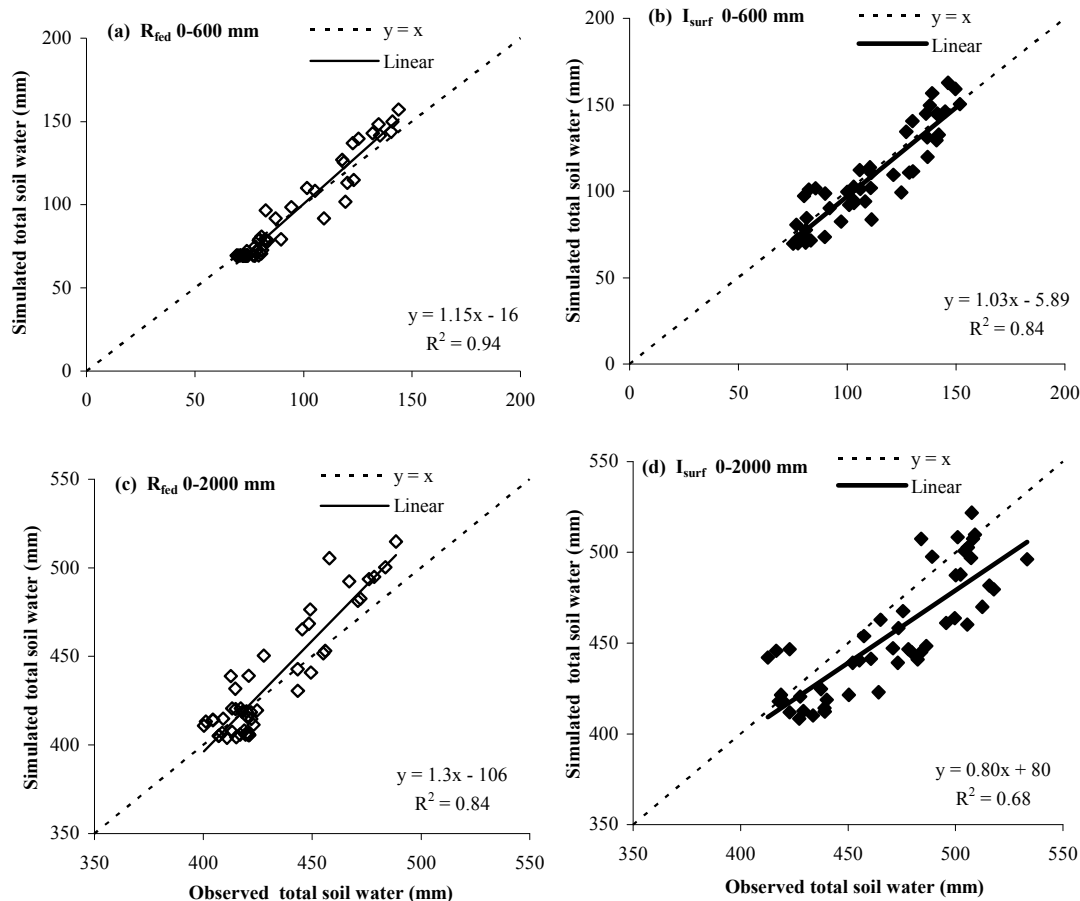 (a) R_fed 0-600 mm
y = x
Linear
Simulated total soil water (mm)
200
150
100
50
0
y = 1.15x - 16
R² = 0.94
0 50 100 150 200
(b) I_surf 0-600 mm
y = x
Linear
Simulated total soil water (mm)
200
150
100
50
0
y = 1.03x - 5.89
R² = 0.84
0 50 100 150 200
(c) R_fed 0-2000 mm
y = x
Linear
Simulated total soil water (mm)
550
500
450
400
350
y = 1.3x - 106
R² = 0.84
350 400 450 500 550
Observed total soil water (mm)
(d) I_surf 0-2000 mm
y = x
Linear
Simulated total soil water (mm)
550
500
450
400
350
y = 0.80x + 80
R² = 0.68
350 400 450 500 550
Observed total soil water (mm)